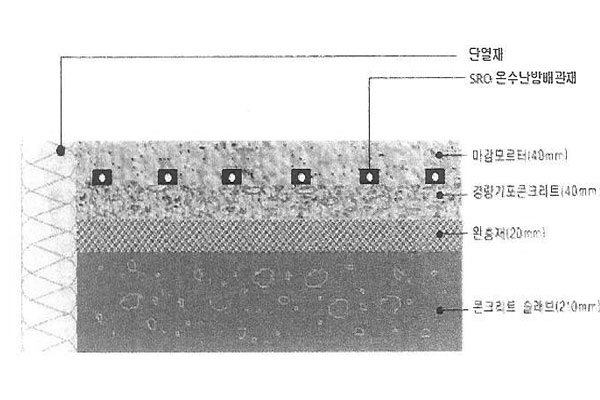 단열재
SRO 온수난방배관재
마감모르터(40mm)
경량기포콘크리트(40mm
완충재(20mm)
콘크리트 슬래브(210mm)